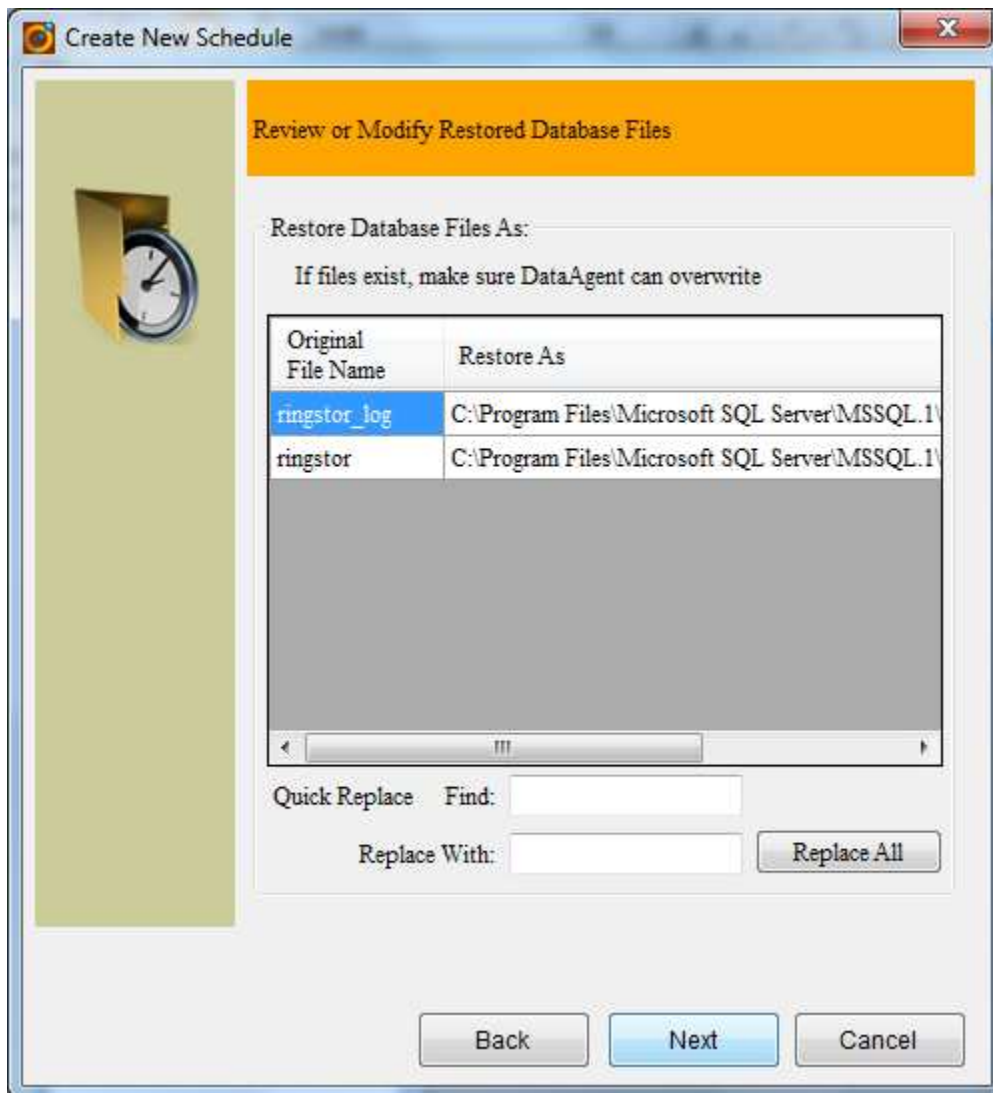 Create New Schedule
Review or Modify Restored Database Files
Restore Database Files As:
If files exist, make sure DataAgent can overwrite
Original
File Name
Restore As
ringstor_log
C:\Program Files\Microsoft SQL Server\MSSQL.1\
ringstor
C:\Program Files\Microsoft SQL Server\MSSQL.1\
Quick Replace Find:
Replace With:
Replace All
Back
Next
Cancel